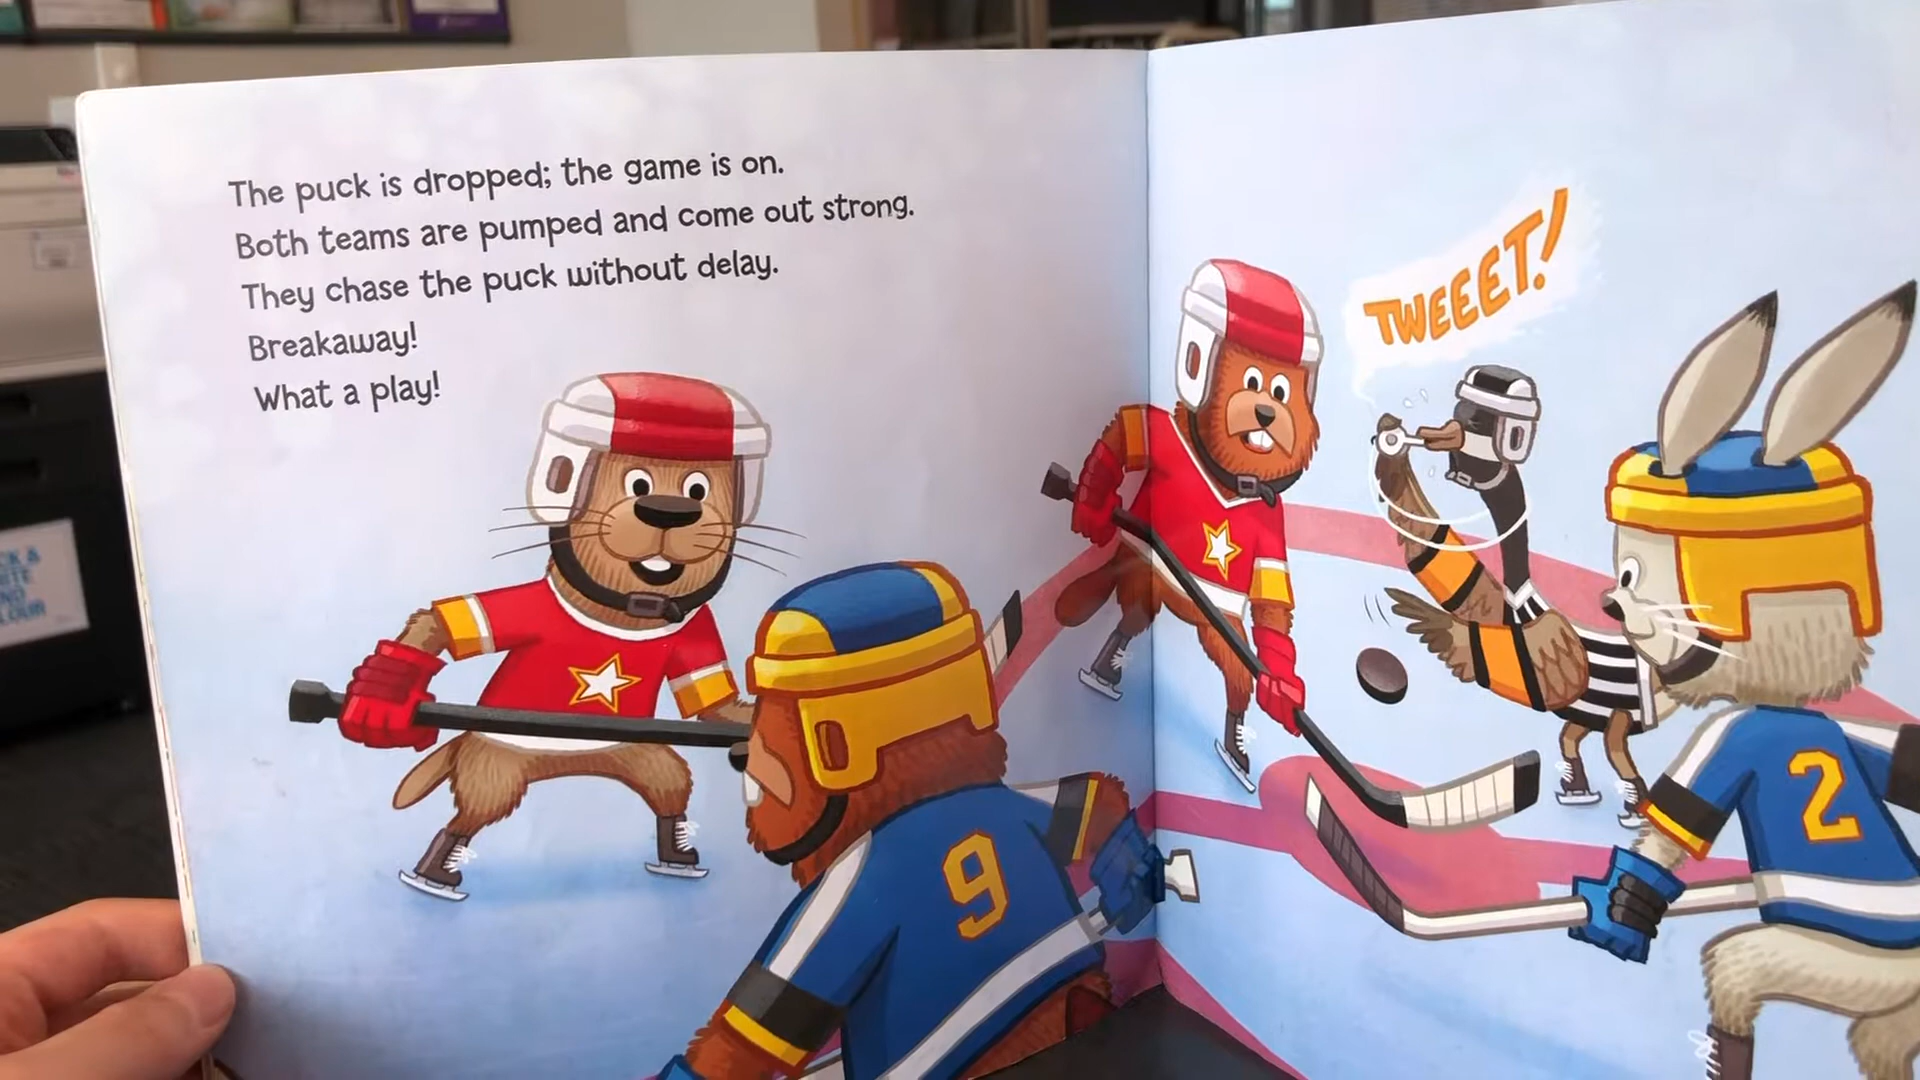 The puck is dropped; the game is on.
Both teams are pumped and come out strong.
They chase the puck without delay.
Breakaway!
What a play!
TWEEET!
9
2